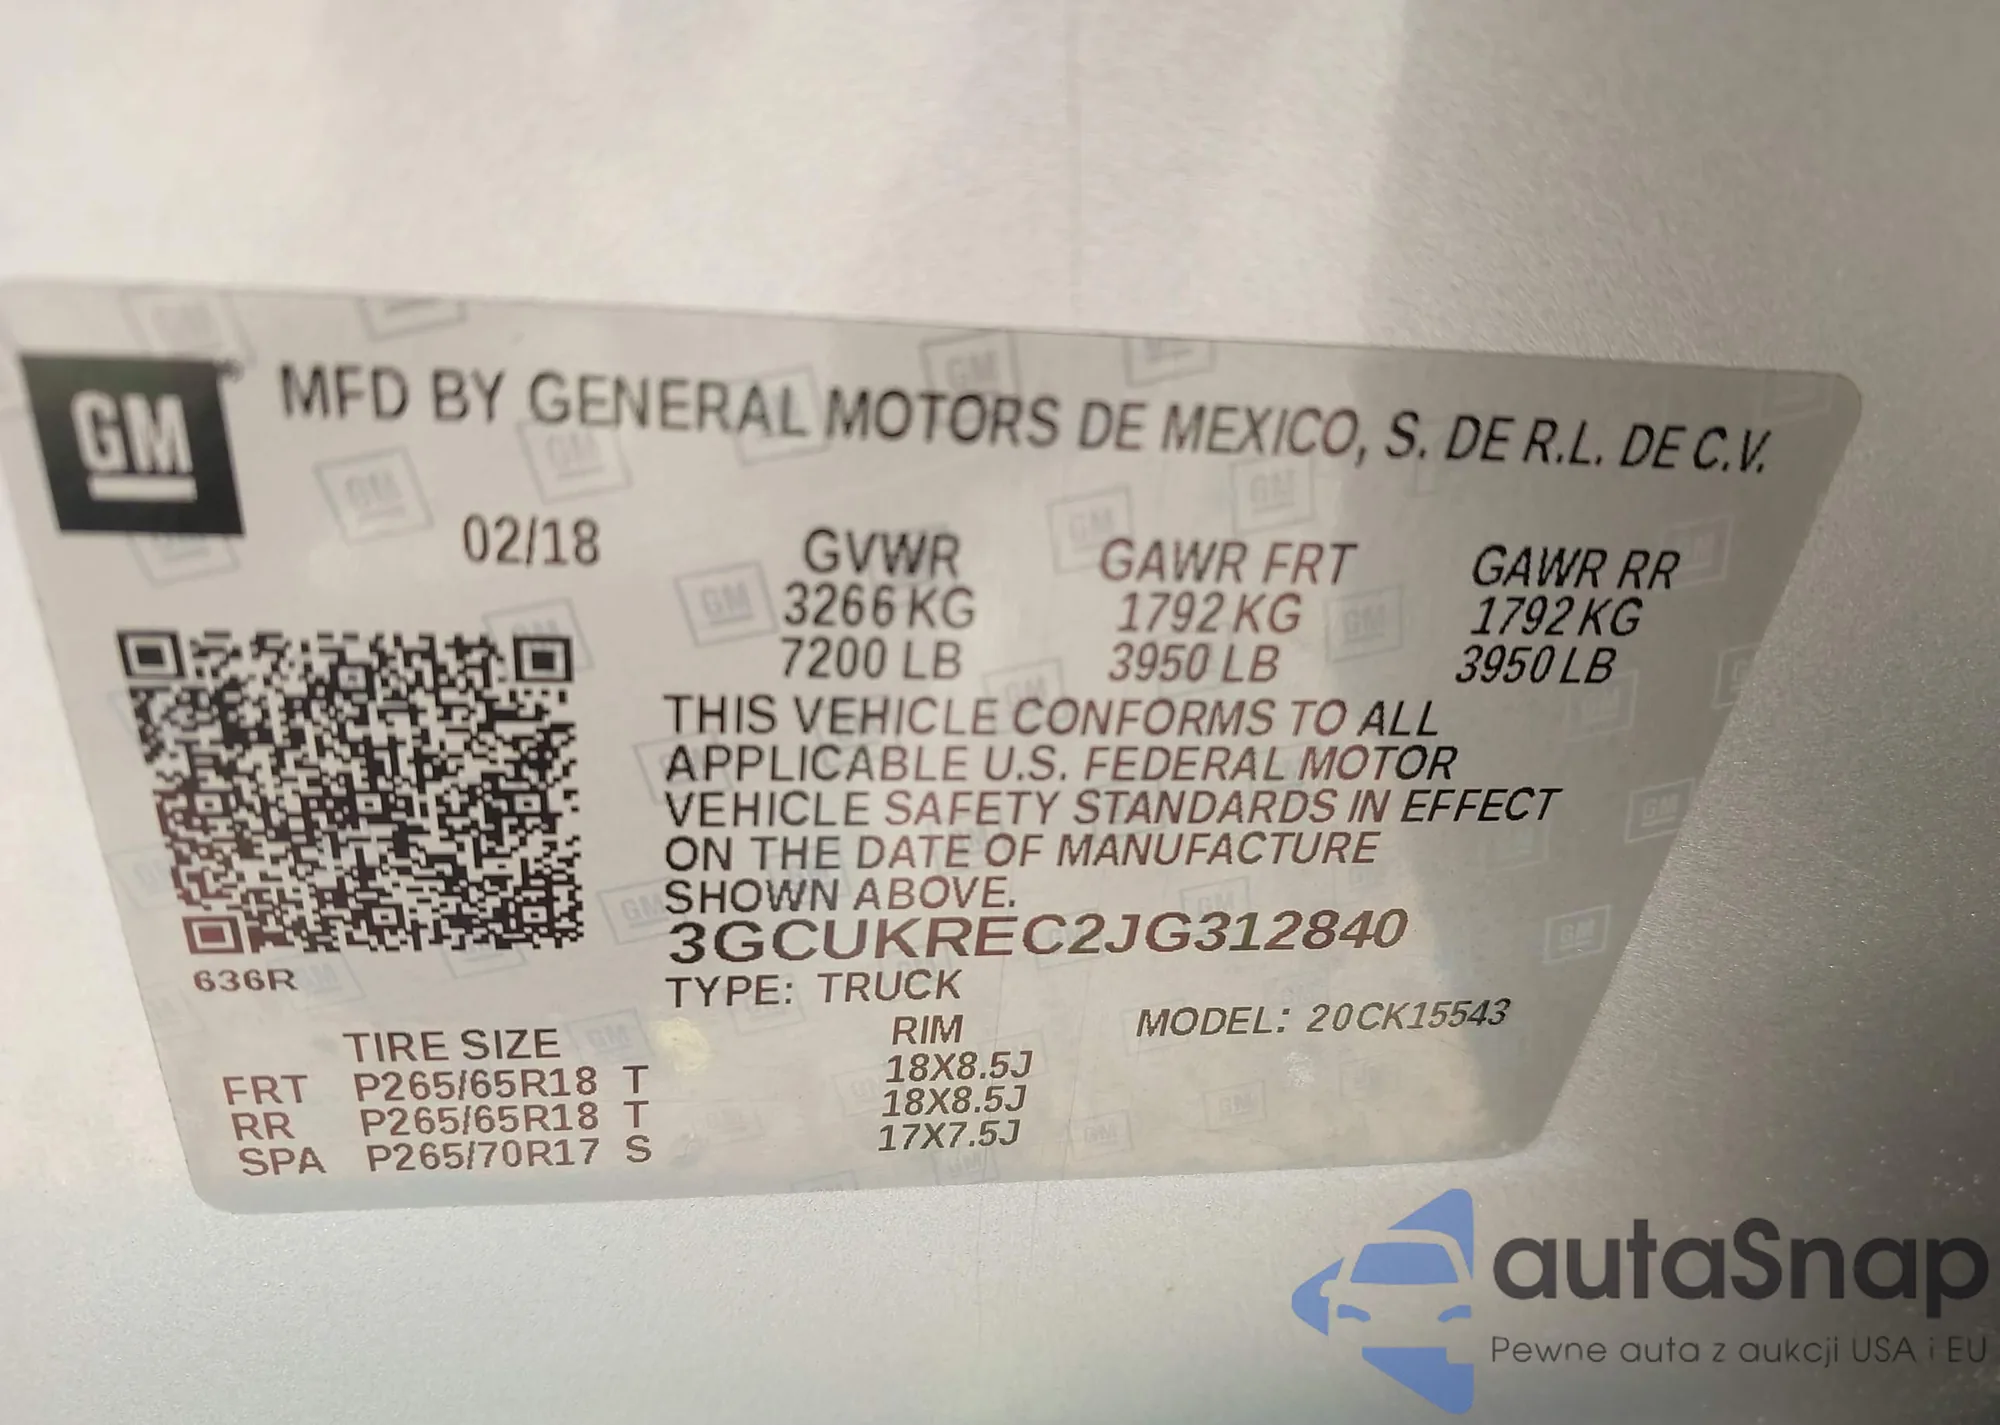 GM
MFD BY GENERAL MOTORS DE MEXICO, S. DE R.L. DE C.V.
02/18
GVWR GAWR FRT GAWR RR
3266 KG 1792 KG 1792 KG
7200 LB 3950 LB 3950 LB
THIS VEHICLE CONFORMS TO ALL
APPLICABLE U.S. FEDERAL MOTOR
VEHICLE SAFETY STANDARDS IN EFFECT
ON THE DATE OF MANUFACTURE
SHOWN ABOVE.
3GCUKREC2JG312840
636R
TYPE: TRUCK
MODEL: 20CK15543
TIRE SIZE RIM
FRT P265/65R18 T 18X8.5J
RR P265/65R18 T 18X8.5J
SPA P265/70R17 S 17X7.5J
autaSnap
Pewne auta z aukcji USA i EU